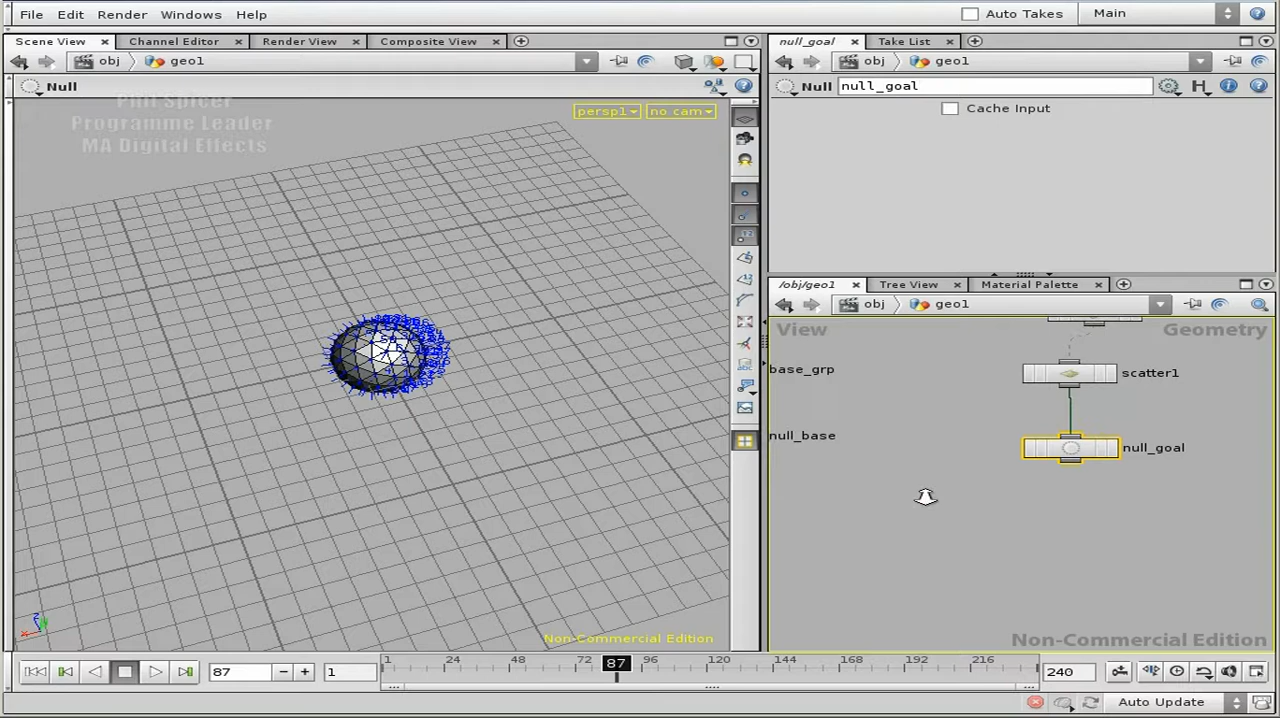 File Edit Render Windows Help Auto Takes Main
Scene View Channel Editor Render View Composite View null_goal Take List
obj geo1 obj geo1
Null Null null_goal
Phil Spicer persp1 no cam Cache Input
Programme Leader
MA Digital Effects
/obj/geo1 Tree View Material Palette
obj geo1
View Geometry
base_grp scatter1
null_base null_goal
Non-Commercial Edition Non-Commercial Edition
87 1 1 24 48 72 87 96 120 144 168 192 216 240
Auto Update